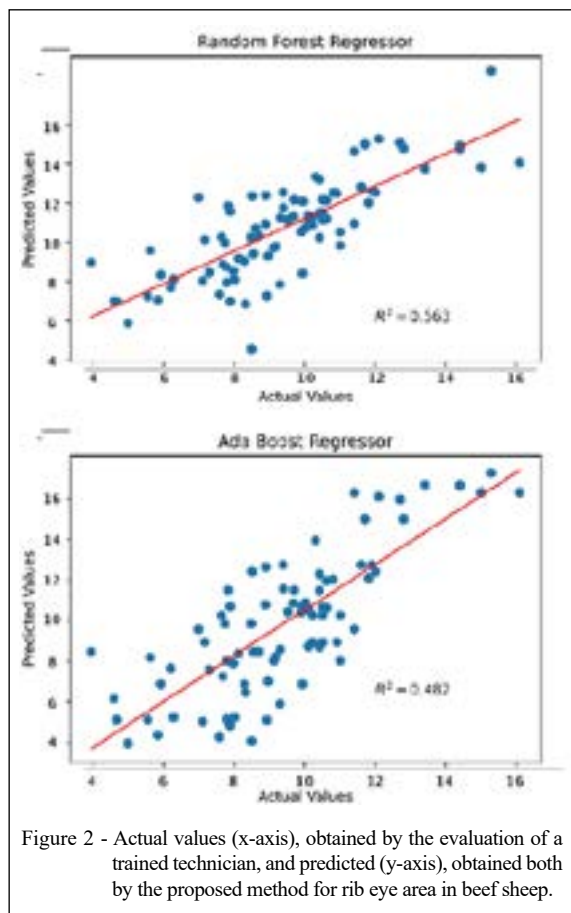 Random Forest Regressor
Predicted Values
16
14
12
10
8
6
4
R² = 0.563
4 6 8 10 12 14 16
Actual Values
Ada Boost Regressor
Predicted Values
16
14
12
10
8
6
4
R² = 0.482
4 6 8 10 12 14 16
Actual Values
Figure 2 - Actual values (x-axis), obtained by the evaluation of a
trained technician, and predicted (y-axis), obtained both
by the proposed method for rib eye area in beef sheep.